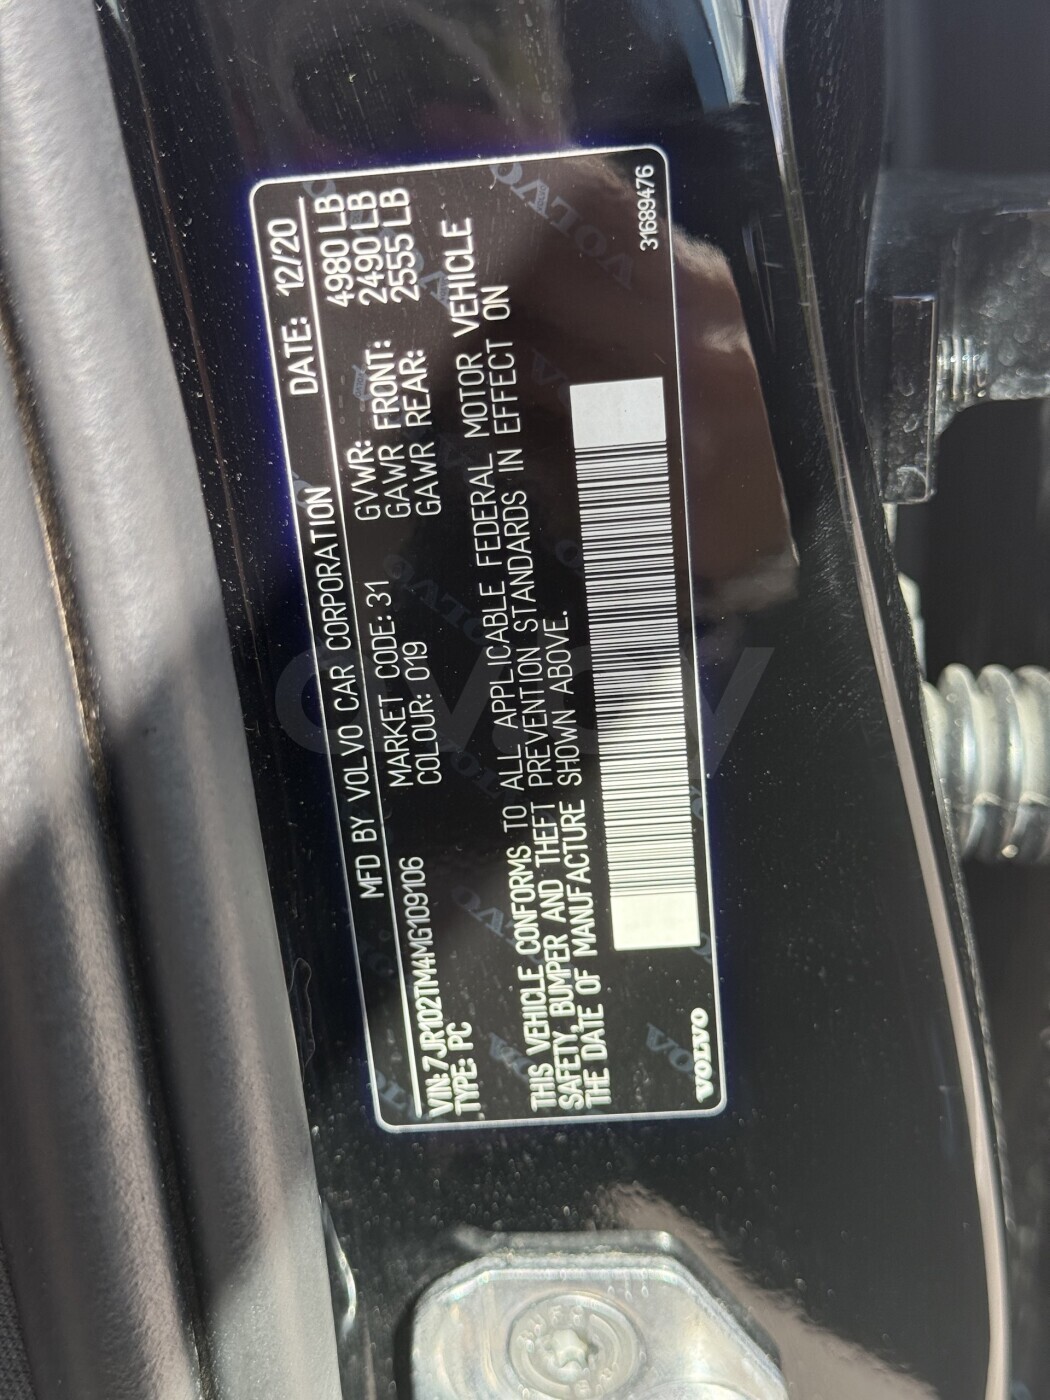 MFD BY VOLVO CAR CORPORATION DATE: 12/20
VIN: 7JR102TM4MG109106 MARKET CODE: 31 GVWR: 4980 LB
TYPE: PC COLOUR: 019 GAWR FRONT: 2490 LB
GAWR REAR: 2555 LB
THIS VEHICLE CONFORMS TO ALL APPLICABLE FEDERAL MOTOR VEHICLE
SAFETY, BUMPER AND THEFT PREVENTION STANDARDS IN EFFECT ON
THE DATE OF MANUFACTURE SHOWN ABOVE.
VOLVO 31689476